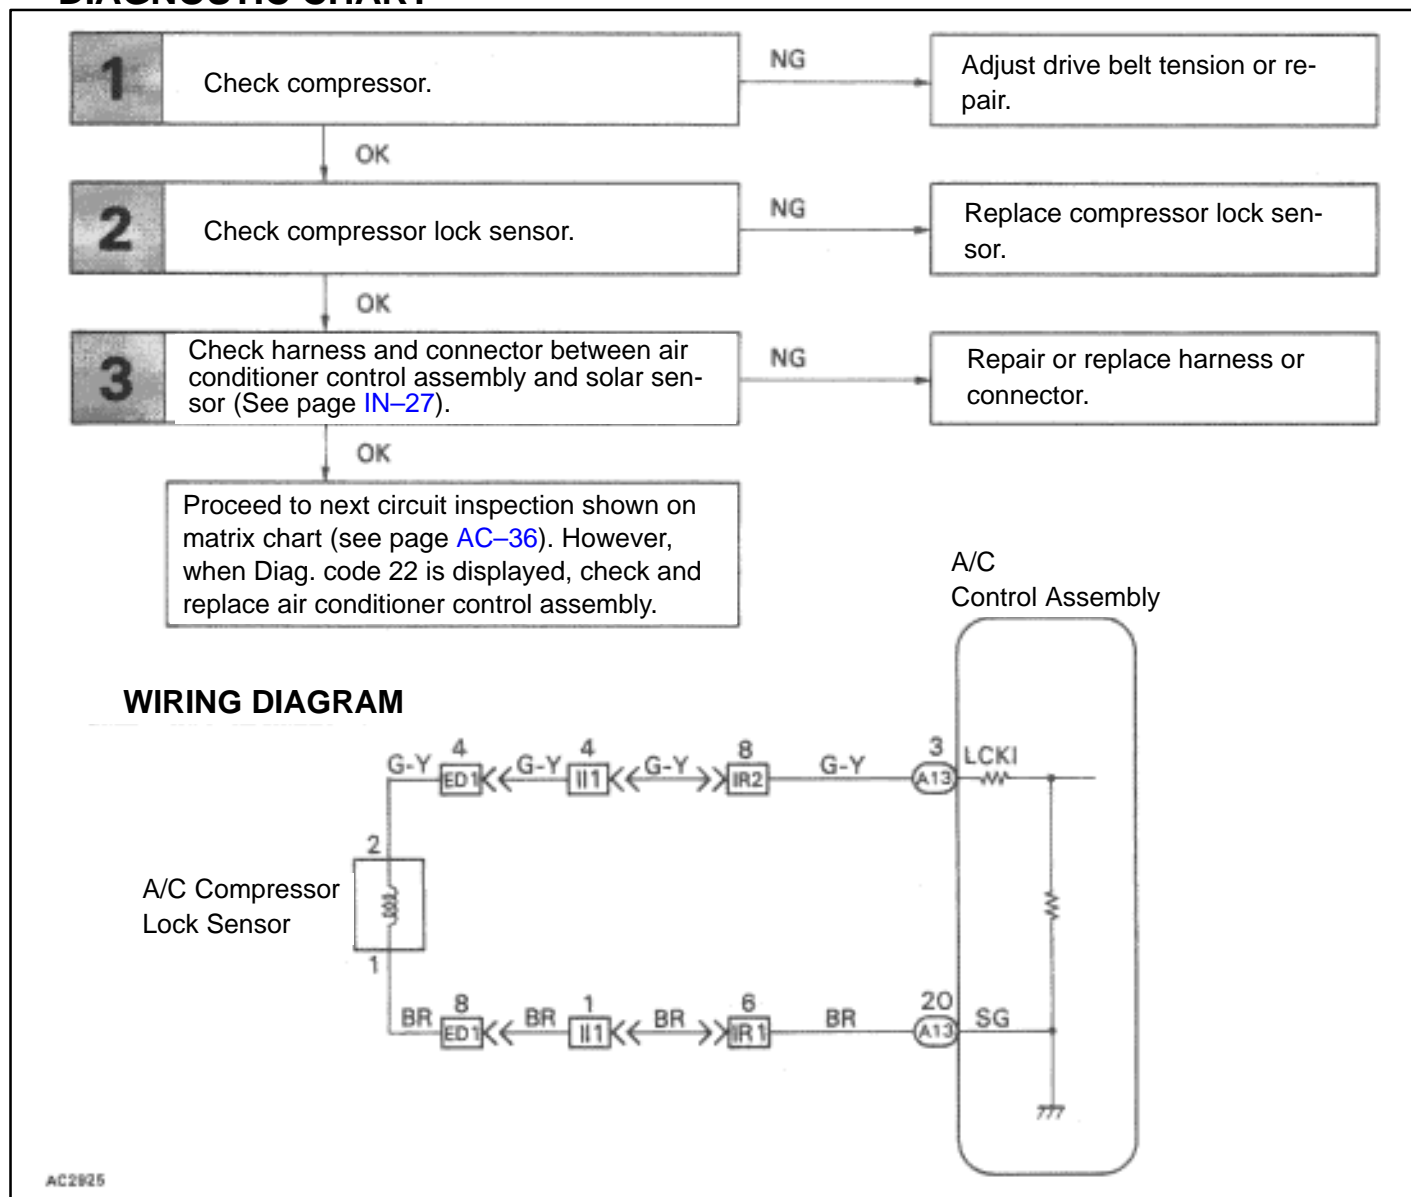 DIAGNOSTIC CHART
1
Check compressor.
NG
Adjust drive belt tension or re-
pair.
OK
2
Check compressor lock sensor.
NG
Replace compressor lock sen-
sor.
OK
3
Check harness and connector between air
conditioner control assembly and solar sen-
sor (See page IN–27).
NG
Repair or replace harness or
connector.
OK
Proceed to next circuit inspection shown on
matrix chart (see page AC–36). However,
when Diag. code 22 is displayed, check and
replace air conditioner control assembly.
A/C
Control Assembly
WIRING DIAGRAM
4 4 8 3
G-Y ED1 G-Y II1 G-Y IR2 G-Y A13 LCKI
2
A/C Compressor
Lock Sensor
1
8 1 6 20
BR ED1 BR II1 BR IR1 BR A13 SG
AC2925